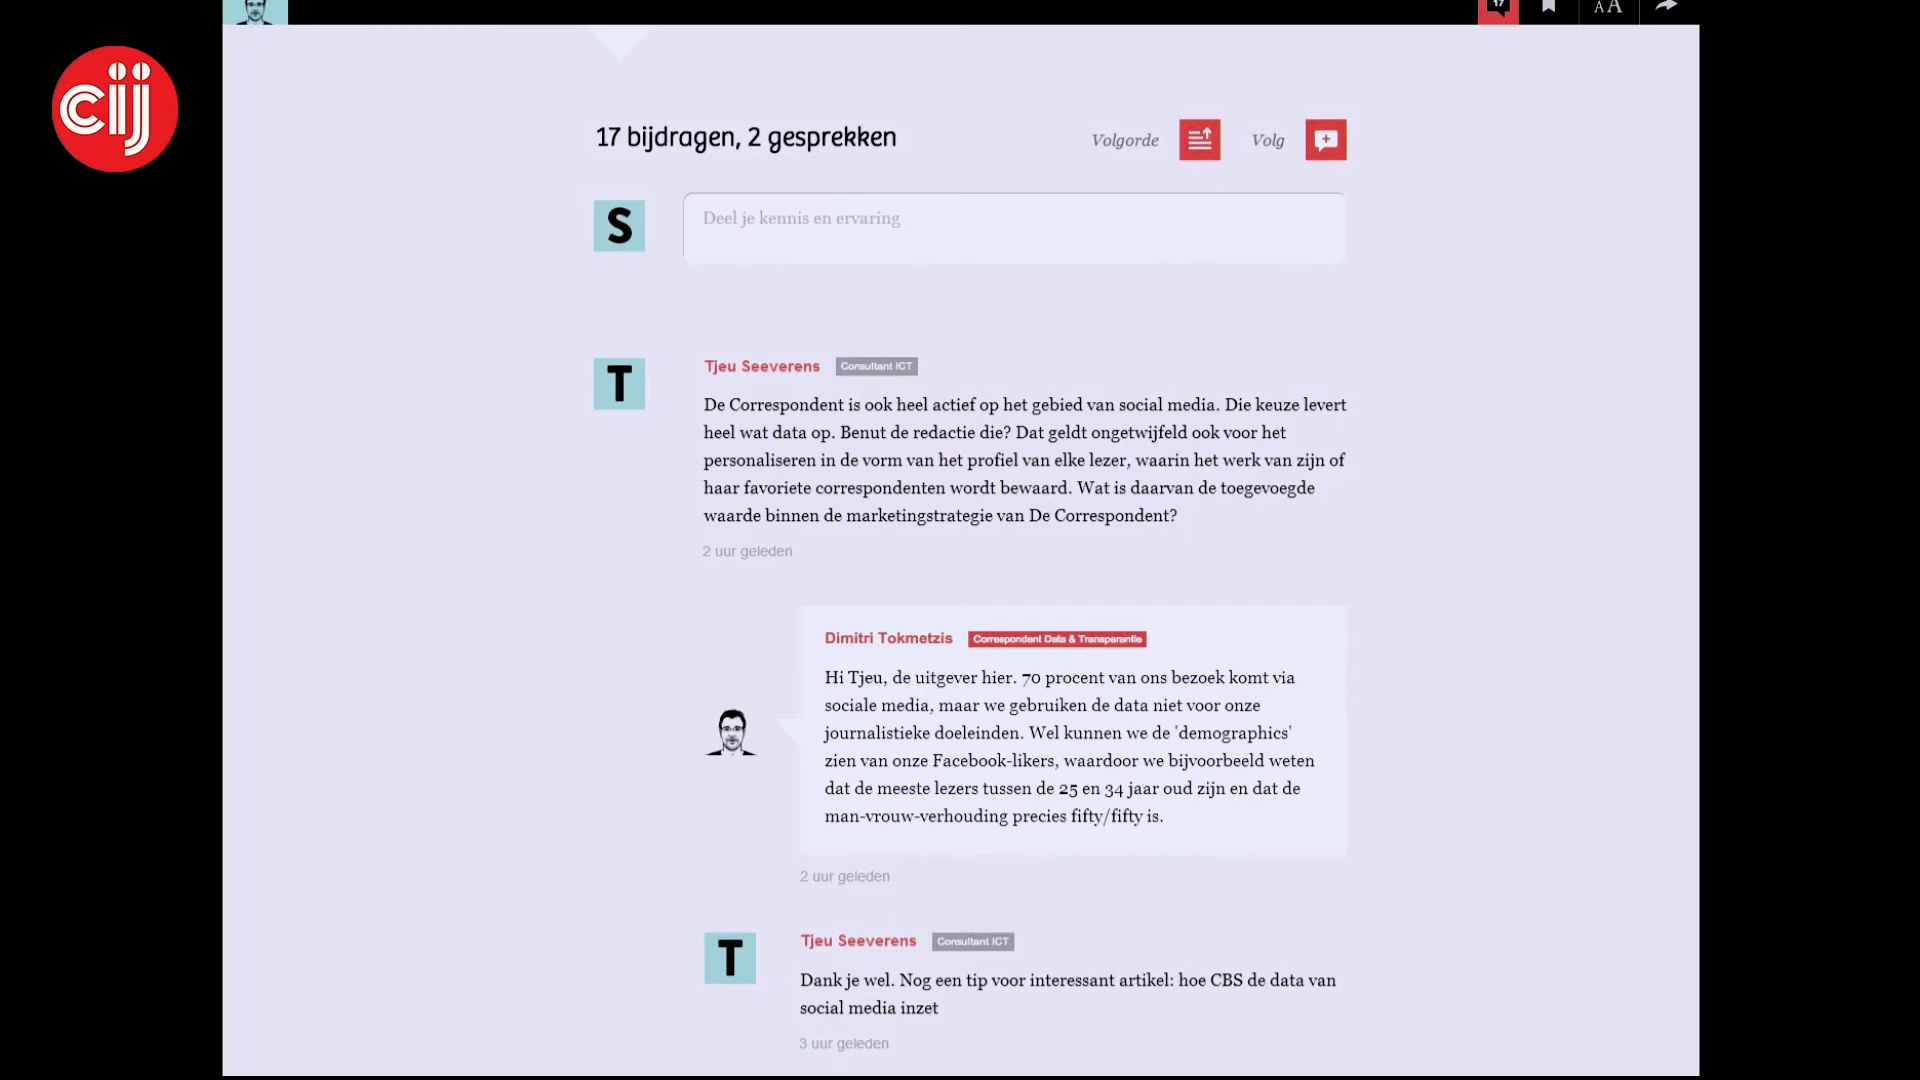 17
AA
cij
17 bijdragen, 2 gesprekken
Volgorde
Volg
S
Deel je kennis en ervaring
T
Tjeu Seeverens
Consultant ICT
De Correspondent is ook heel actief op het gebied van social media. Die keuze levert
heel wat data op. Benut de redactie die? Dat geldt ongetwijfeld ook voor het
personaliseren in de vorm van het profiel van elke lezer, waarin het werk van zijn of
haar favoriete correspondenten wordt bewaard. Wat is daarvan de toegevoegde
waarde binnen de marketingstrategie van De Correspondent?
2 uur geleden
Dimitri Tokmetzis
Correspondent Data & Transparantie
Hi Tjeu, de uitgever hier. 70 procent van ons bezoek komt via
sociale media, maar we gebruiken de data niet voor onze
journalistieke doeleinden. Wel kunnen we de 'demographics'
zien van onze Facebook-likers, waardoor we bijvoorbeeld weten
dat de meeste lezers tussen de 25 en 34 jaar oud zijn en dat de
man-vrouw-verhouding precies fifty/fifty is.
2 uur geleden
T
Tjeu Seeverens
Consultant ICT
Dank je wel. Nog een tip voor interessant artikel: hoe CBS de data van
social media inzet
3 uur geleden